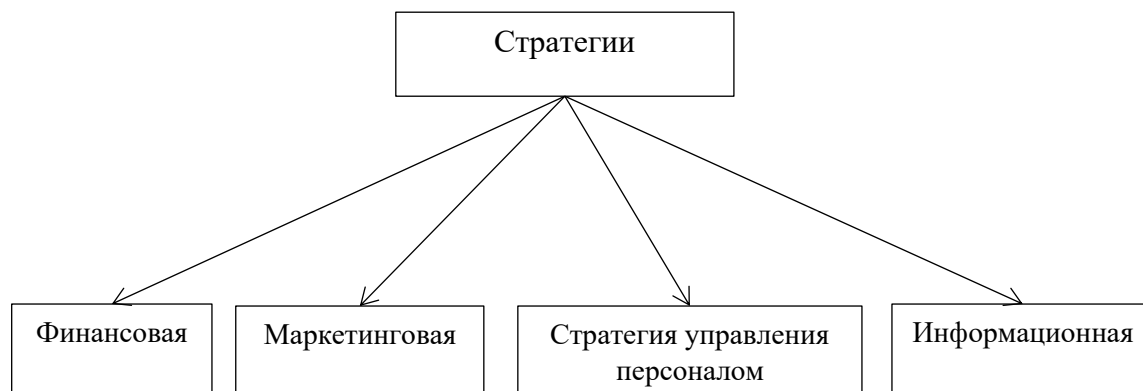 Стратегии
Финансовая
Маркетинговая
Стратегия управления
персоналом
Информационная